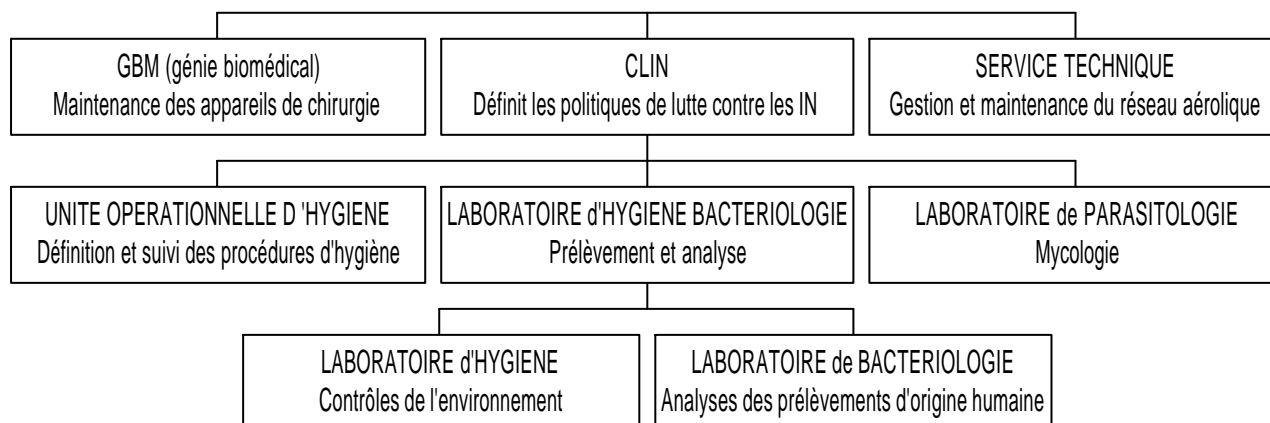 GBM (génie biomédical)
Maintenance des appareils de chirurgie
CLIN
Définit les politiques de lutte contre les IN
SERVICE TECHNIQUE
Gestion et maintenance du réseau aérolique
UNITE OPERATIONNELLE D 'HYGIENE
Définition et suivi des procédures d'hygiène
LABORATOIRE d'HYGIENE BACTERIOLOGIE
Prélèvement et analyse
LABORATOIRE de PARASITOLOGIE
Mycologie
LABORATOIRE d'HYGIENE
Contrôles de l'environnement
LABORATOIRE de BACTERIOLOGIE
Analyses des prélèvements d'origine humaine